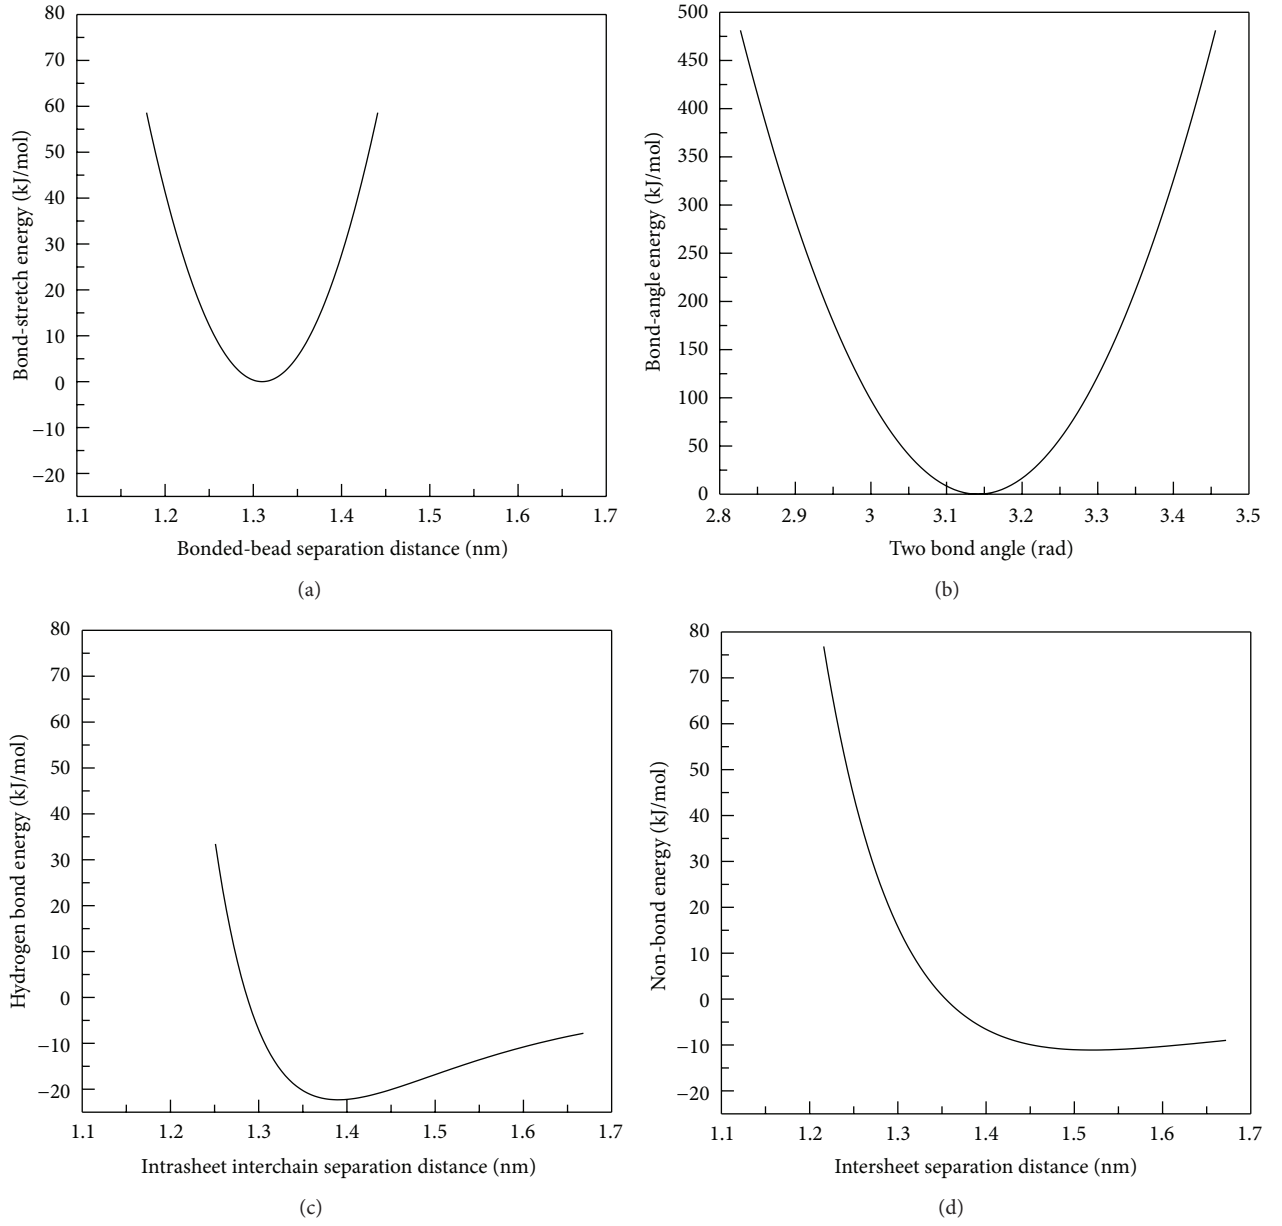 80
70
60
50
40
30
20
10
0
−10
−20
Bond-stretch energy (kJ/mol)
1.1 1.2 1.3 1.4 1.5 1.6 1.7
Bonded-bead separation distance (nm)
(a)
500
450
400
350
300
250
200
150
100
50
0
Bond-angle energy (kJ/mol)
2.8 2.9 3 3.1 3.2 3.3 3.4 3.5
Two bond angle (rad)
(b)
80
70
60
50
40
30
20
10
0
−10
−20
Hydrogen bond energy (kJ/mol)
1.1 1.2 1.3 1.4 1.5 1.6 1.7
Intrasheet interchain separation distance (nm)
(c)
80
70
60
50
40
30
20
10
0
−10
−20
Non-bond energy (kJ/mol)
1.1 1.2 1.3 1.4 1.5 1.6 1.7
Intersheet separation distance (nm)
(d)